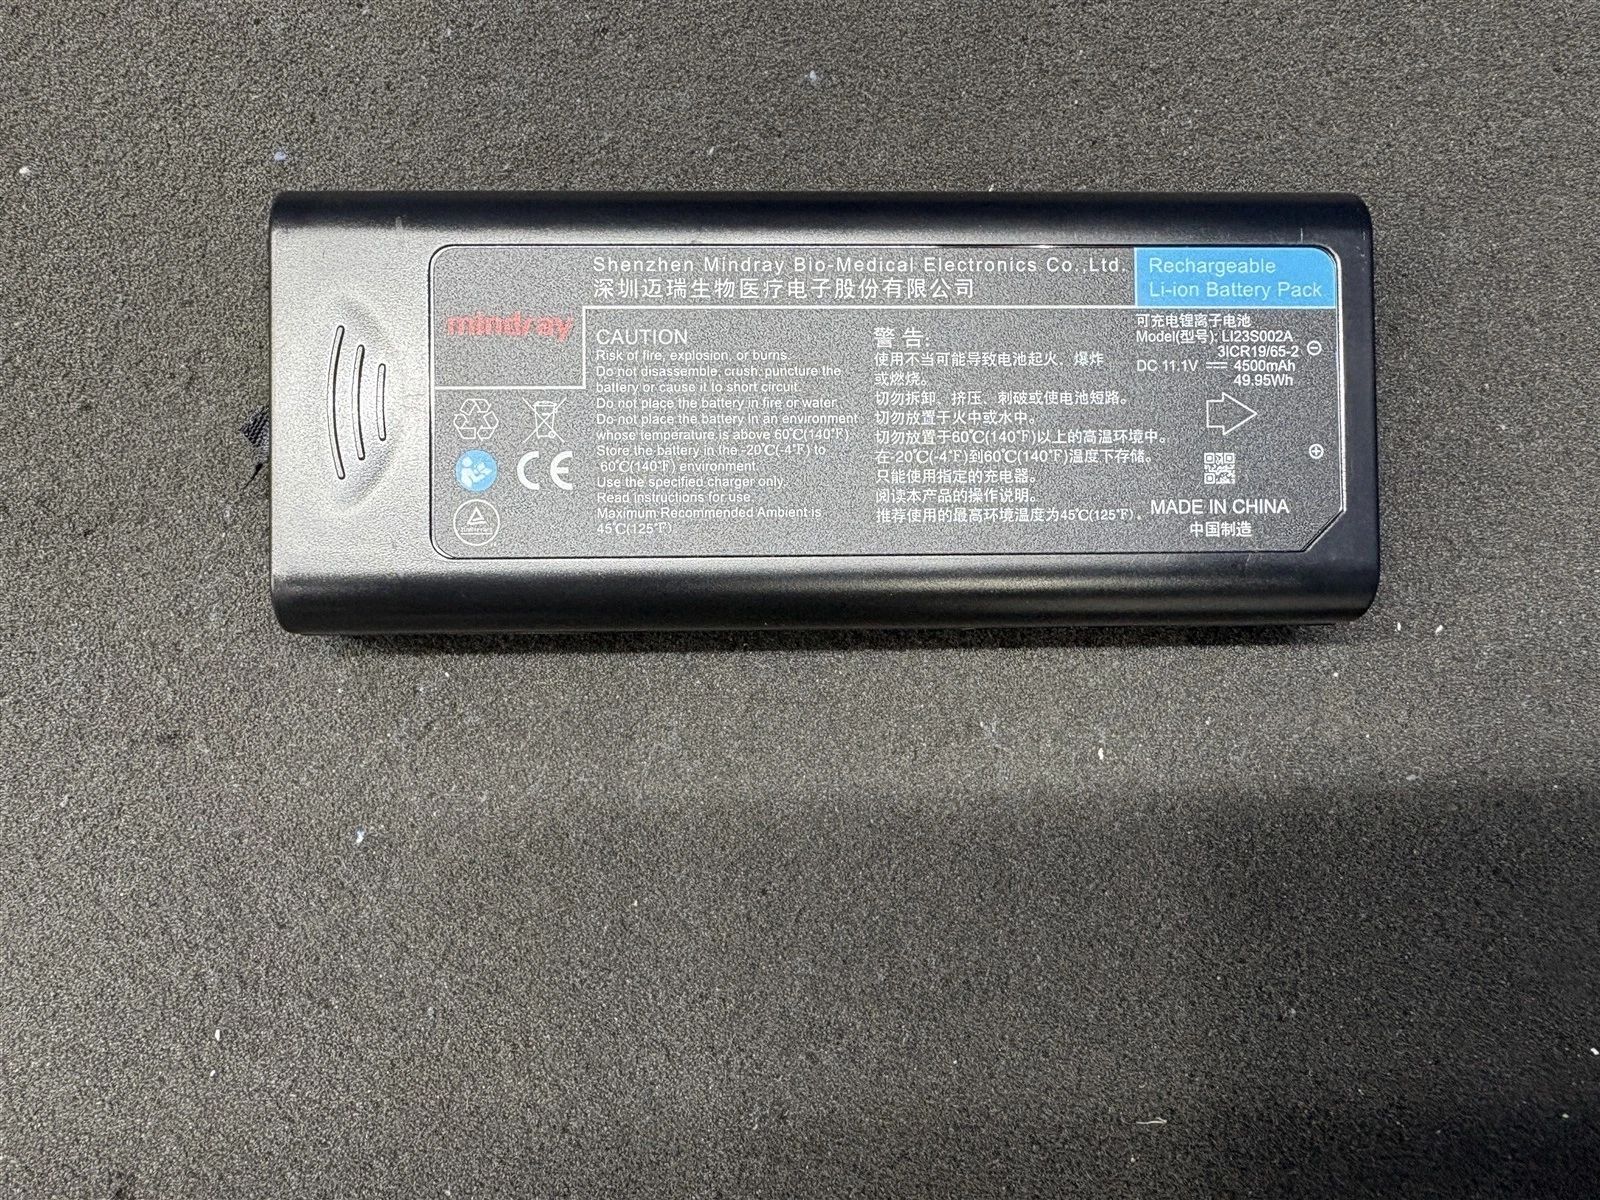 Shenzhen Mindray Bio-Medical Electronics Co.,Ltd.
深圳迈瑞生物医疗电子股份有限公司
Rechargeable
Li-ion Battery Pack
mindray
CAUTION
Risk of fire, explosion, or burns.
Do not disassemble, crush, puncture the
battery or cause it to short circuit.
Do not place the battery in fire or water.
Do not place the battery in an environment
whose temperature is above 60℃(140℉)
Store the battery in the -20℃(-4℉) to
60℃(140℉) environment.
Use the specified charger only.
Read instructions for use.
Maximum Recommended Ambient is
45℃(125℉)
警告:
使用不当可能导致电池起火、爆炸
或燃烧。
切勿拆卸、挤压、刺破或使电池短路。
切勿放置于火中或水中。
切勿放置于60℃(140℉)以上的高温环境中。
在-20℃(-4℉)到60℃(140℉)温度下存储。
只能使用指定的充电器。
阅读本产品的操作说明。
推荐使用的最高环境温度为45℃(125℉).
可充电锂离子电池
Model(型号): LI23S002A
3ICR19/65-2
DC 11.1V ⎓ 4500mAh
49.95Wh
MADE IN CHINA
中国制造
CE